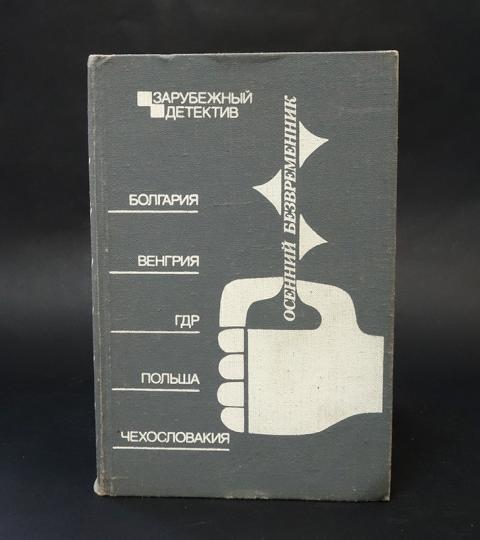 ЗАРУБЕЖНЫЙ
ДЕТЕКТИВ
ОСЕННИЙ БЕЗВРЕМЕННИК
БОЛГАРИЯ
ВЕНГРИЯ
ГДР
ПОЛЬША
ЧЕХОСЛОВАКИЯ